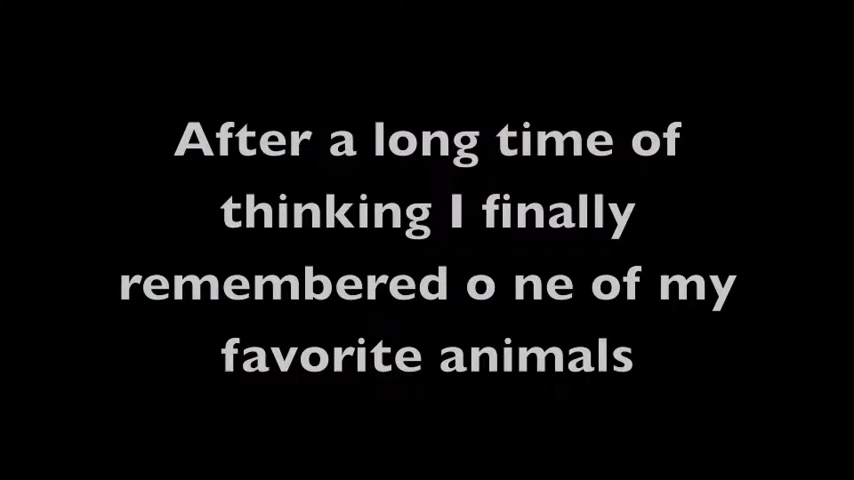 After a long time of
thinking I finally
remembered o ne of my
favorite animals